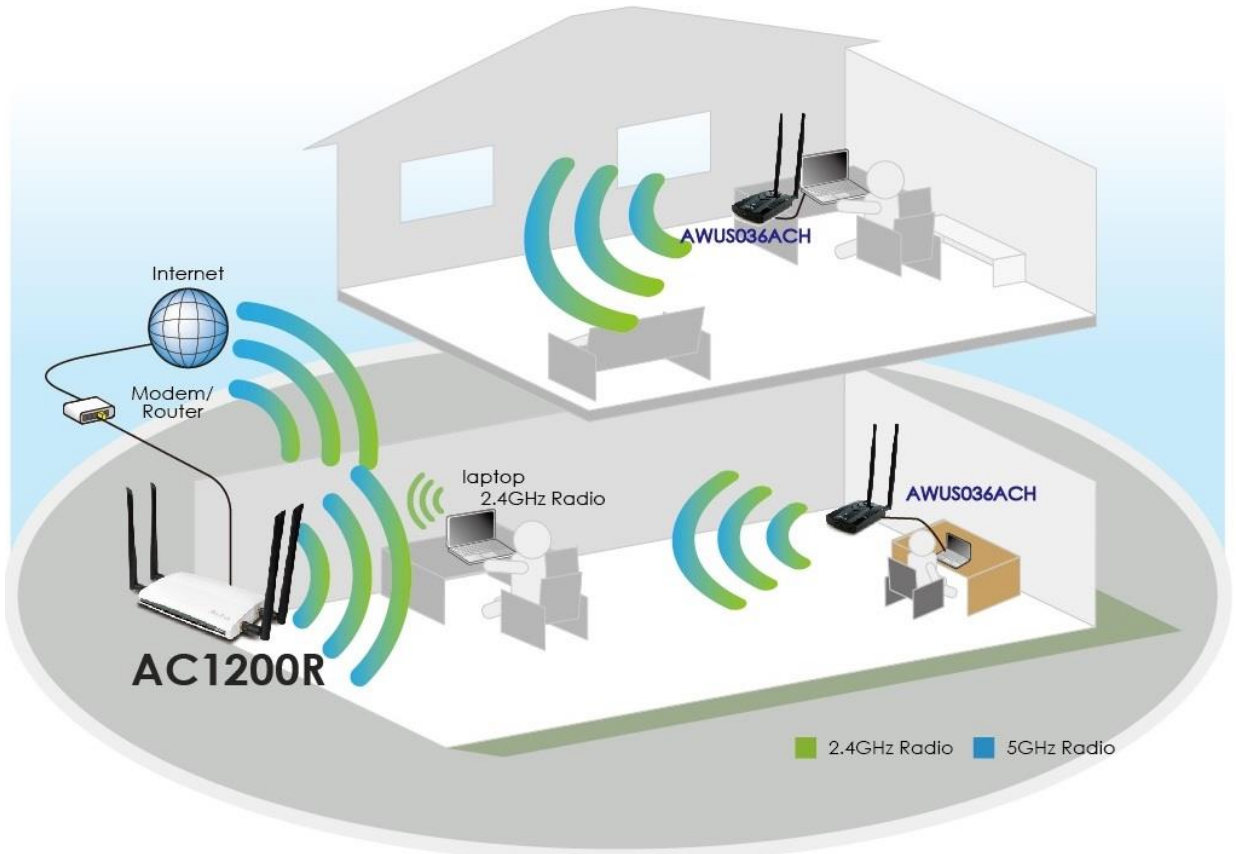 AWUS036ACH
Internet
Modem/
Router
laptop
2.4GHz Radio
AWUS036ACH
AC1200R
2.4GHz Radio
5GHz Radio